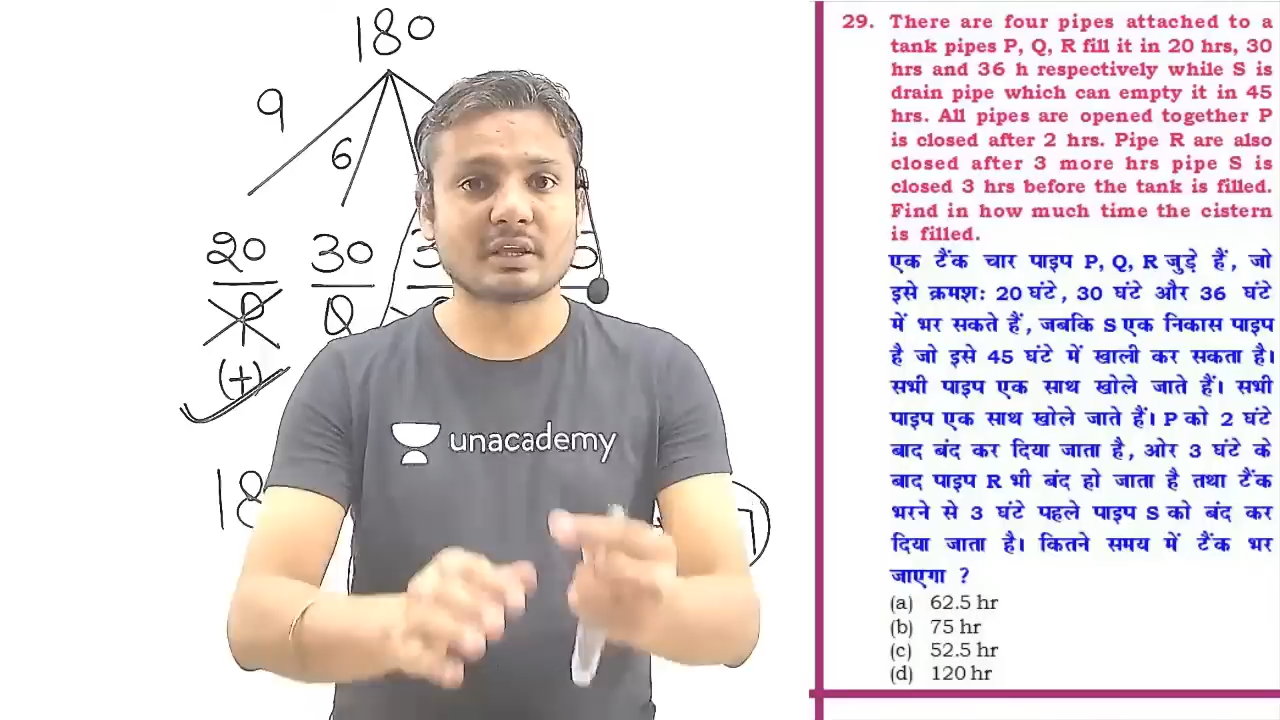 180
9
6
20
30
P
Q
(+)
18
7
unacademy
29. There are four pipes attached to a
tank pipes P, Q, R fill it in 20 hrs, 30
hrs and 36 h respectively while S is
drain pipe which can empty it in 45
hrs. All pipes are opened together P
is closed after 2 hrs. Pipe R are also
closed after 3 more hrs pipe S is
closed 3 hrs before the tank is filled.
Find in how much time the cistern
is filled.
एक टैंक चार पाइप P, Q, R जुड़े हैं, जो
इसे क्रमशः 20 घंटे, 30 घंटे और 36 घंटे
में भर सकते हैं, जबकि S एक निकास पाइप
है जो इसे 45 घंटे में खाली कर सकता है।
सभी पाइप एक साथ खोले जाते हैं। सभी
पाइप एक साथ खोले जाते हैं। P को 2 घंटे
बाद बंद कर दिया जाता है, ओर 3 घंटे के
बाद पाइप R भी बंद हो जाता है तथा टैंक
भरने से 3 घंटे पहले पाइप S को बंद कर
दिया जाता है। कितने समय में टैंक भर
जाएगा ?
(a) 62.5 hr
(b) 75 hr
(c) 52.5 hr
(d) 120 hr